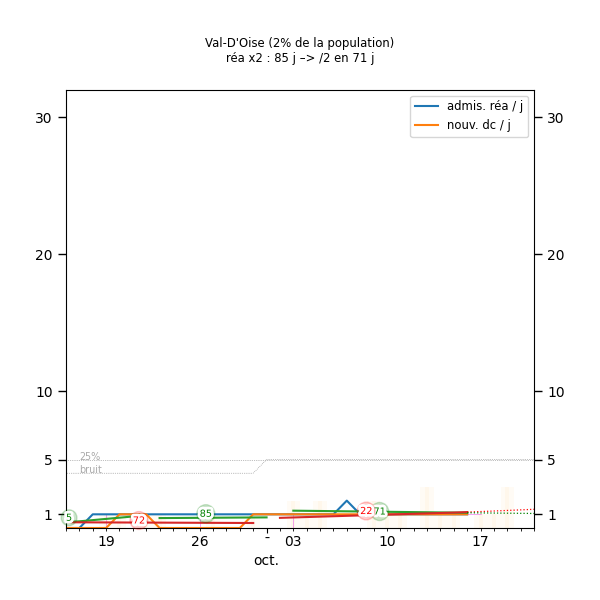 Val-D'Oise (2% de la population)
réa x2 : 85 j –> /2 en 71 j
admis. réa / j
nouv. dc / j
30 30
20 20
10 10
5 25% 5
bruit
1 5 72 85 22 71 1
19 26 - 03 10 17
oct.